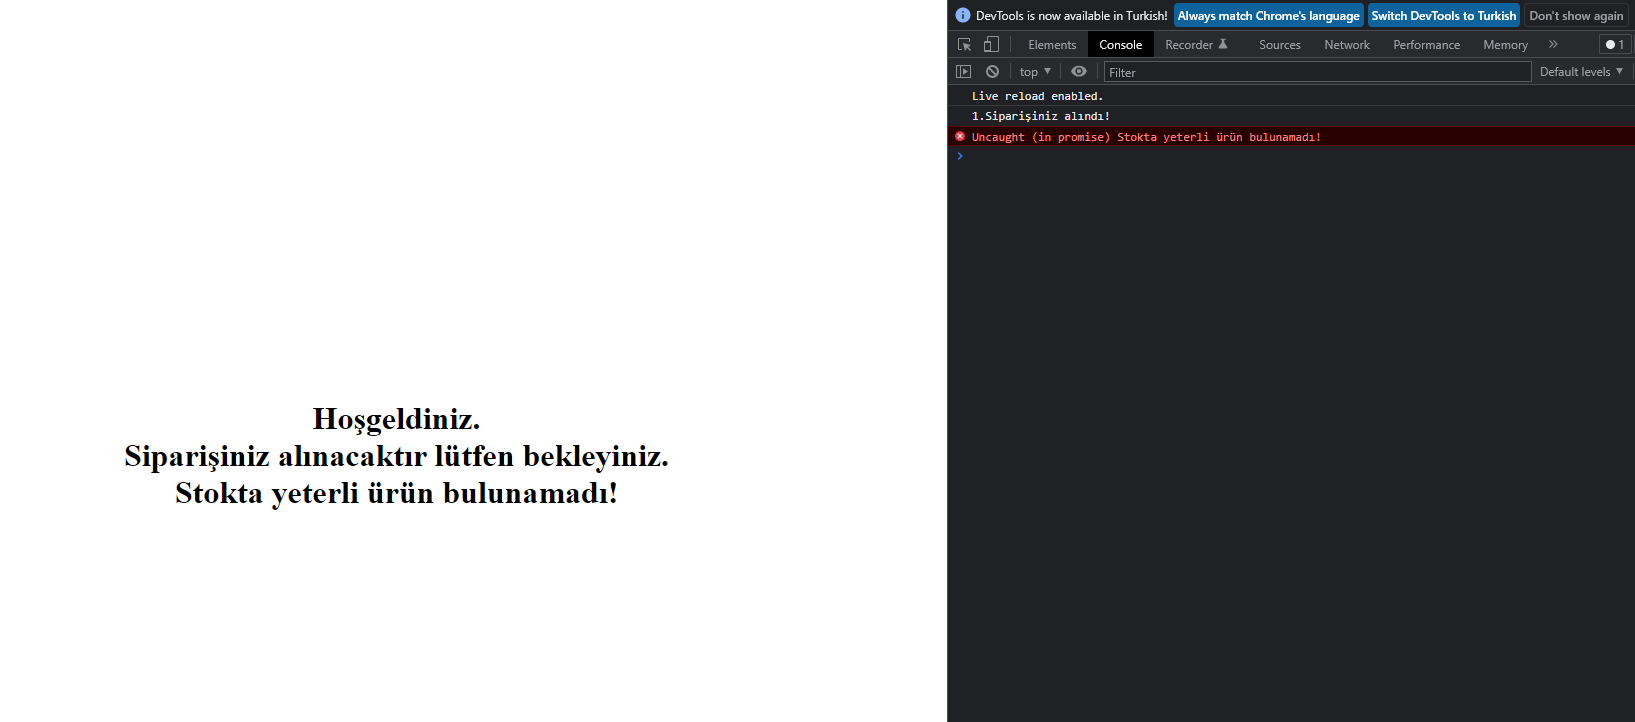 DevTools is now available in Turkish! Always match Chrome's language Switch DevTools to Turkish Don't show again
Elements Console Recorder Sources Network Performance Memory » 1
top Filter Default levels
Live reload enabled.
1.Siparişiniz alındı!
Uncaught (in promise) Stokta yeterli ürün bulunamadı!
Hoşgeldiniz.
Siparişiniz alınacaktır lütfen bekleyiniz.
Stokta yeterli ürün bulunamadı!